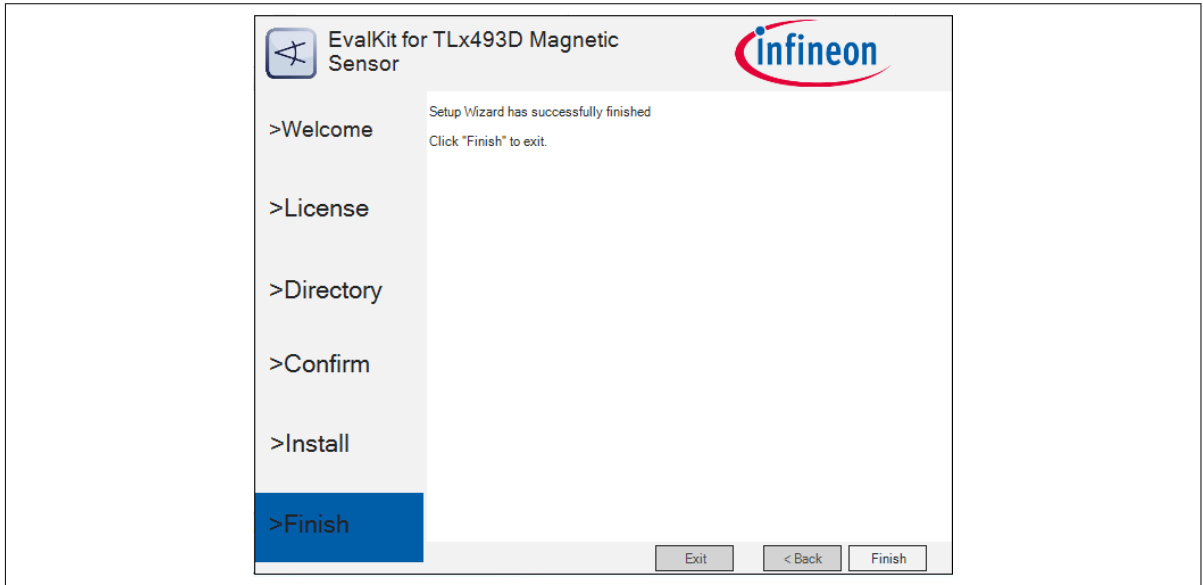 EvalKit for TLx493D Magnetic
Sensor
infineon
>Welcome
Setup Wizard has successfully finished
Click "Finish" to exit.
>License
>Directory
>Confirm
>Install
>Finish
Exit
< Back
Finish